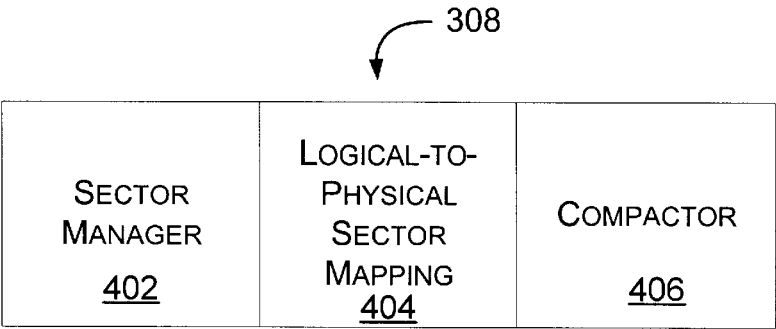 308
SECTOR
MANAGER
402
LOGICAL-TO-
PHYSICAL
SECTOR
MAPPING
404
COMPACTOR
406